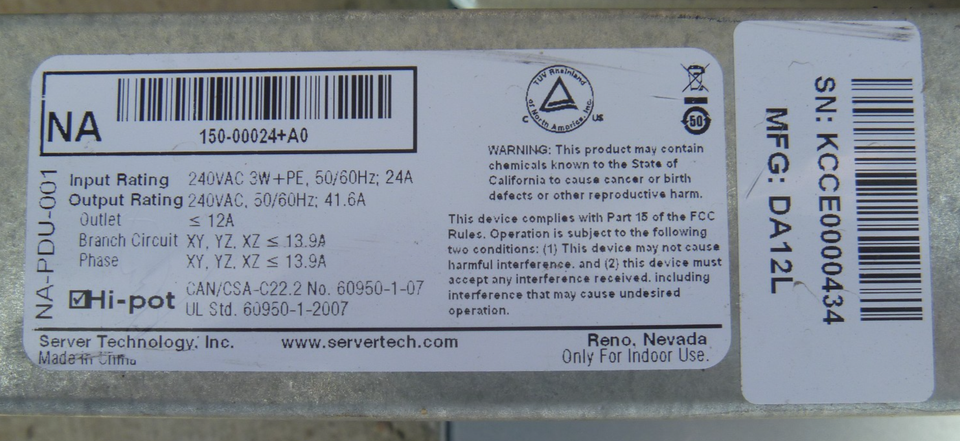 NA
150-00024+A0
NA-PDU-001
Input Rating 240VAC 3W+PE, 50/60Hz; 24A
Output Rating 240VAC, 50/60Hz; 41.6A
Outlet ≤ 12A
Branch Circuit XY, YZ, XZ ≤ 13.9A
Phase XY, YZ, XZ ≤ 13.9A
Hi-pot
CAN/CSA-C22.2 No. 60950-1-07
UL Std. 60950-1-2007
TUV Rheinland
of North America, Inc.
C US
50
WARNING: This product may contain
chemicals known to the State of
California to cause cancer or birth
defects or other reproductive harm.
This device complies with Part 15 of the FCC
Rules. Operation is subject to the following
two conditions: (1) This device may not cause
harmful interference, and (2) this device must
accept any interference received, including
interference that may cause undesired
operation.
Server Technology, Inc. www.servertech.com Reno, Nevada
Made in China Only For Indoor Use.
SN: KCCE0000434
MFG: DA12L